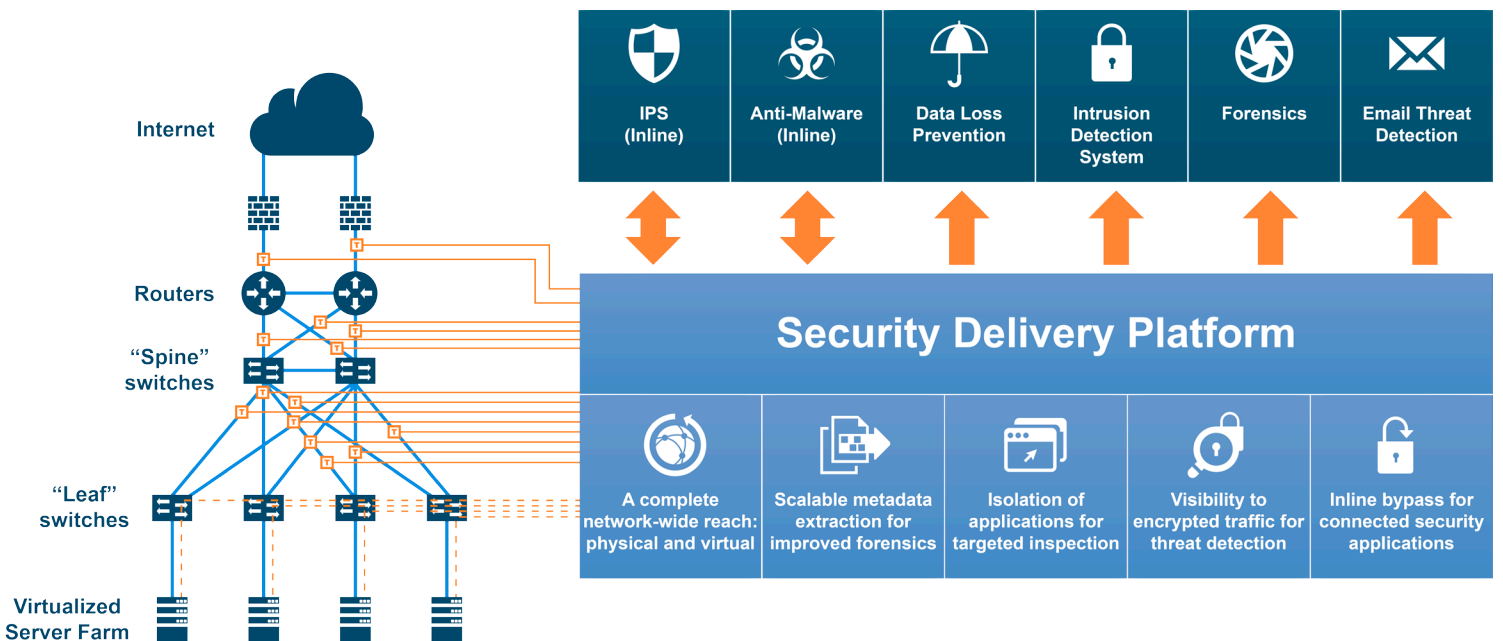 Internet
Routers
“Spine”
switches
“Leaf”
switches
Virtualized
Server Farm
T
T
T
T
T
T
T
T
T
T
T
T
T
T
IPS
(Inline)
Anti-Malware
(Inline)
Data Loss
Prevention
Intrusion
Detection
System
Forensics
Email Threat
Detection
Security Delivery Platform
A complete
network-wide reach:
physical and virtual
Scalable metadata
extraction for
improved forensics
Isolation of
applications for
targeted inspection
Visibility to
encrypted traffic for
threat detection
Inline bypass for
connected security
applications